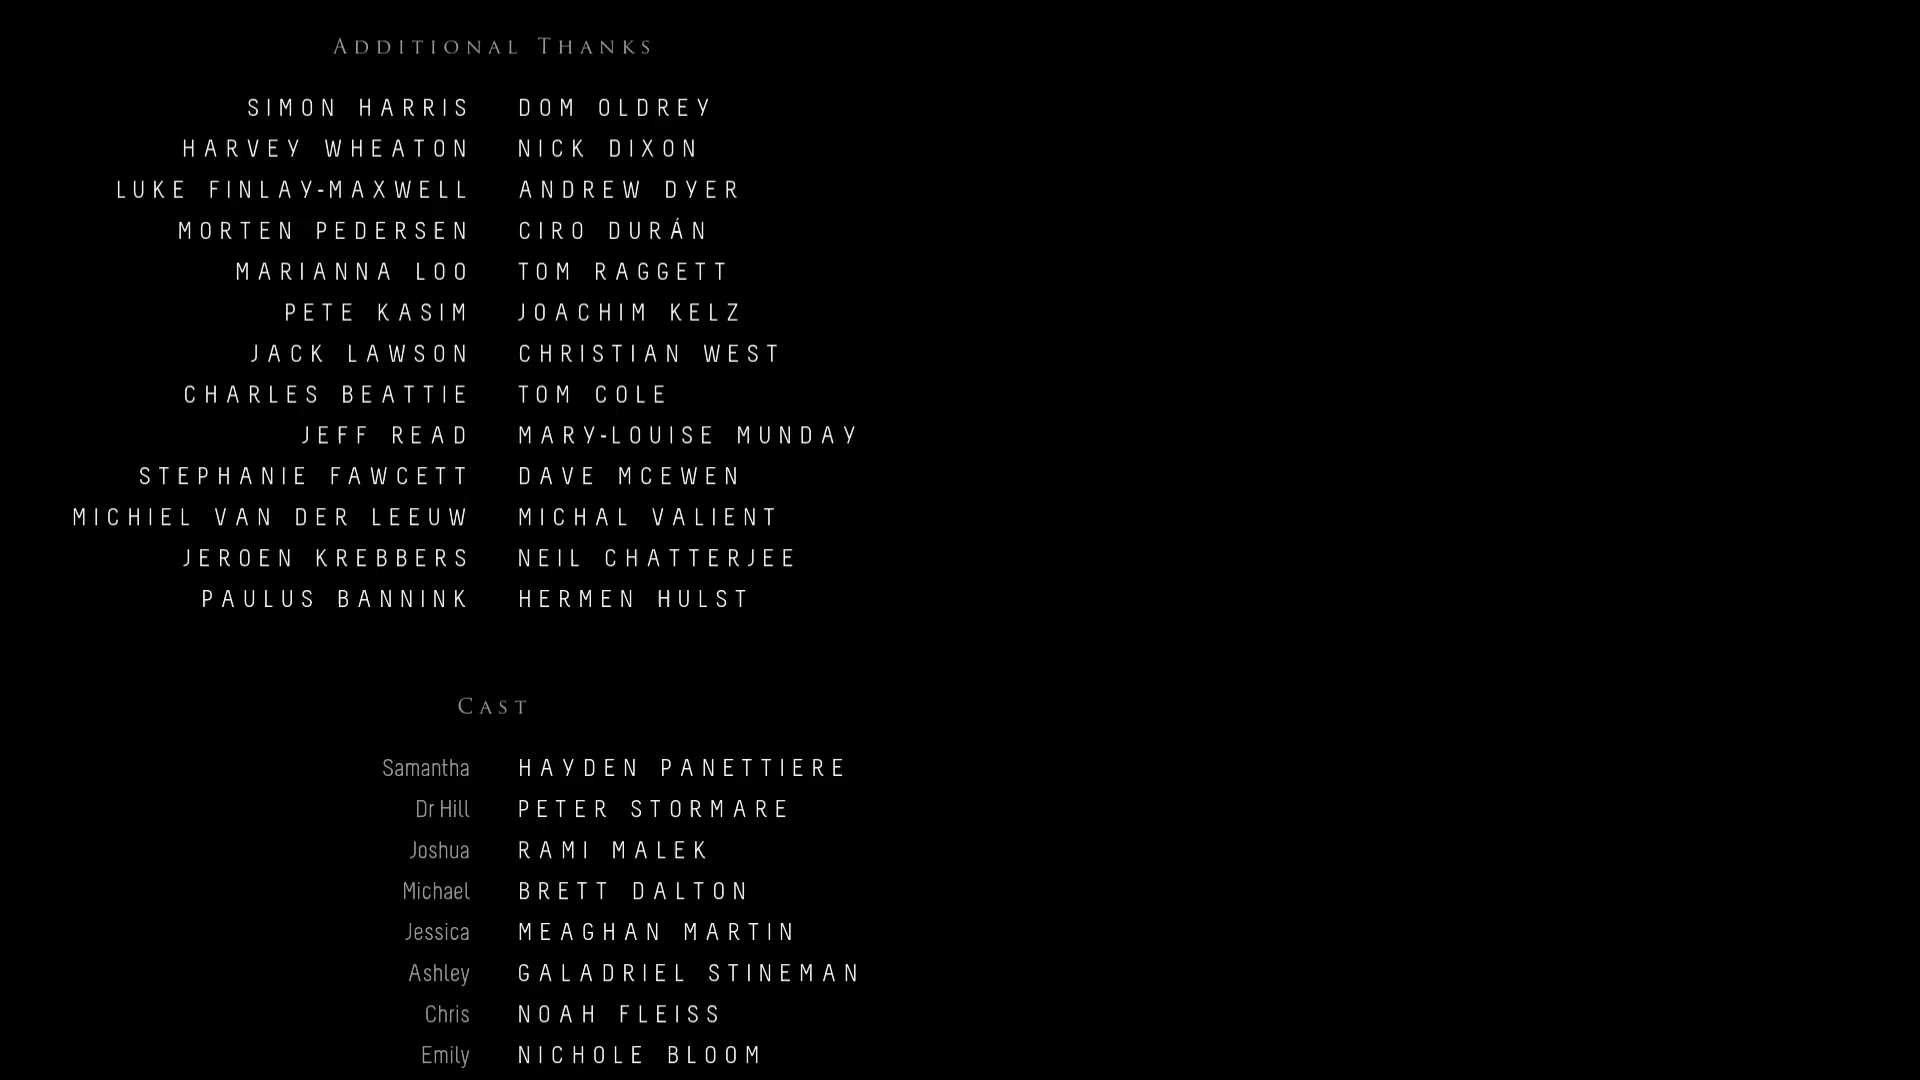 ADDITIONAL THANKS
SIMON HARRIS DOM OLDREY
HARVEY WHEATON NICK DIXON
LUKE FINLAY-MAXWELL ANDREW DYER
MORTEN PEDERSEN CIRO DURÁN
MARIANNA LOO TOM RAGGETT
PETE KASIM JOACHIM KELZ
JACK LAWSON CHRISTIAN WEST
CHARLES BEATTIE TOM COLE
JEFF READ MARY-LOUISE MUNDAY
STEPHANIE FAWCETT DAVE MCEWEN
MICHIEL VAN DER LEEUW MICHAL VALIENT
JEROEN KREBBERS NEIL CHATTERJEE
PAULUS BANNINK HERMEN HULST
CAST
Samantha HAYDEN PANETTIERE
Dr Hill PETER STORMARE
Joshua RAMI MALEK
Michael BRETT DALTON
Jessica MEAGHAN MARTIN
Ashley GALADRIEL STINEMAN
Chris NOAH FLEISS
Emily NICHOLE BLOOM